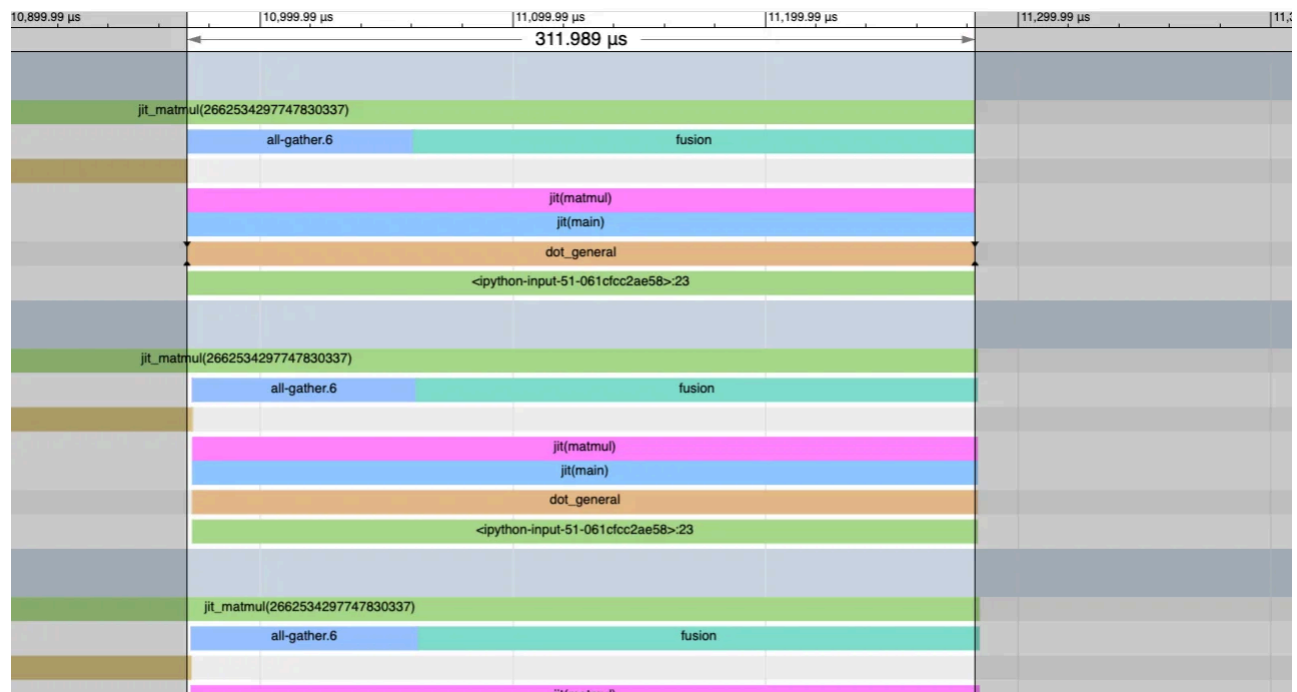 10,899.99 µs 10,999.99 µs 11,099.99 µs 11,199.99 µs 11,299.99 µs
311.989 µs
jit_matmul(2662534297747830337)
all-gather.6 fusion
jit(matmul)
jit(main)
dot_general
<ipython-input-51-061cfcc2ae58>:23
jit_matmul(2662534297747830337)
all-gather.6 fusion
jit(matmul)
jit(main)
dot_general
<ipython-input-51-061cfcc2ae58>:23
jit_matmul(2662534297747830337)
all-gather.6 fusion